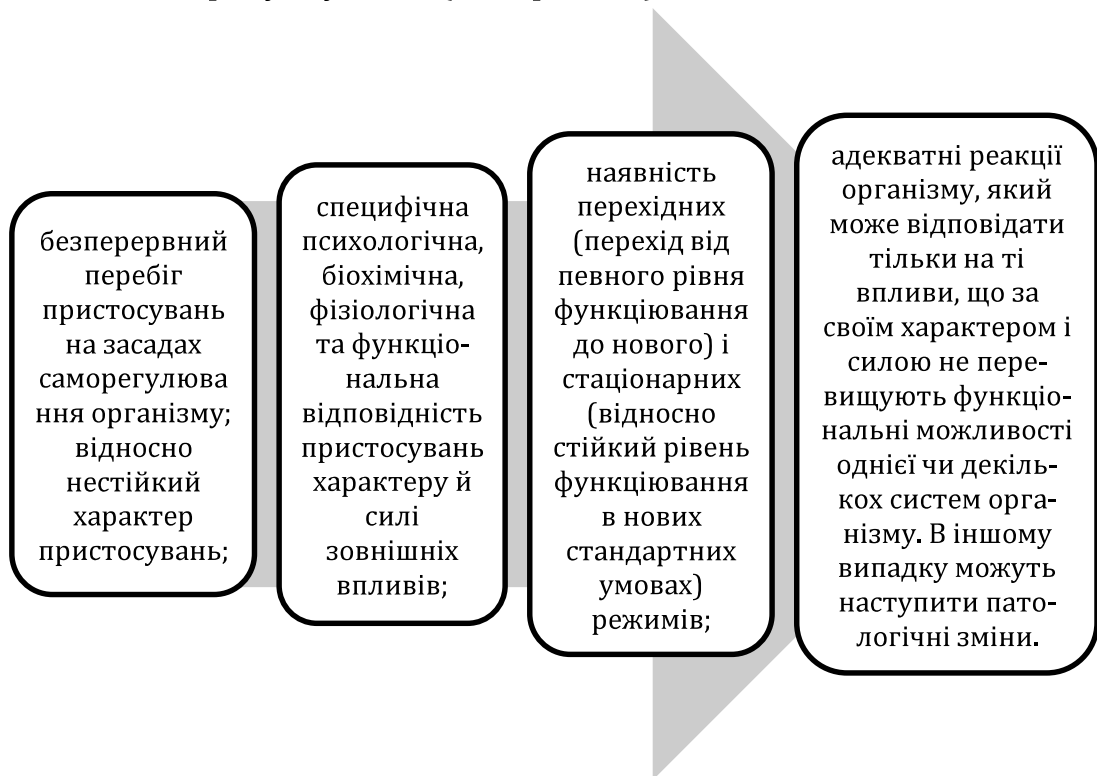 безперервний
перебіг
пристосувань
на засадах
саморегулюва
ння організму;
відносно
нестійкий
характер
пристосувань;
специфічна
психологічна,
біохімічна,
фізіологічна
та функціо-
нальна
відповідність
пристосувань
характеру й
силі
зовнішніх
впливів;
наявність
перехідних
(перехід від
певного рівня
функціювання
до нового) і
стаціонарних
(відносно
стійкий рівень
функціювання
в нових
стандартних
умовах)
режимів;
адекватні реакції
організму, який
може відповідати
тільки на ті
впливи, що за
своїм характером і
силою не пере-
вищують функціо-
нальні можливості
однієї чи декіль-
кох систем орга-
нізму. В іншому
випадку можуть
наступити пато-
логічні зміни.